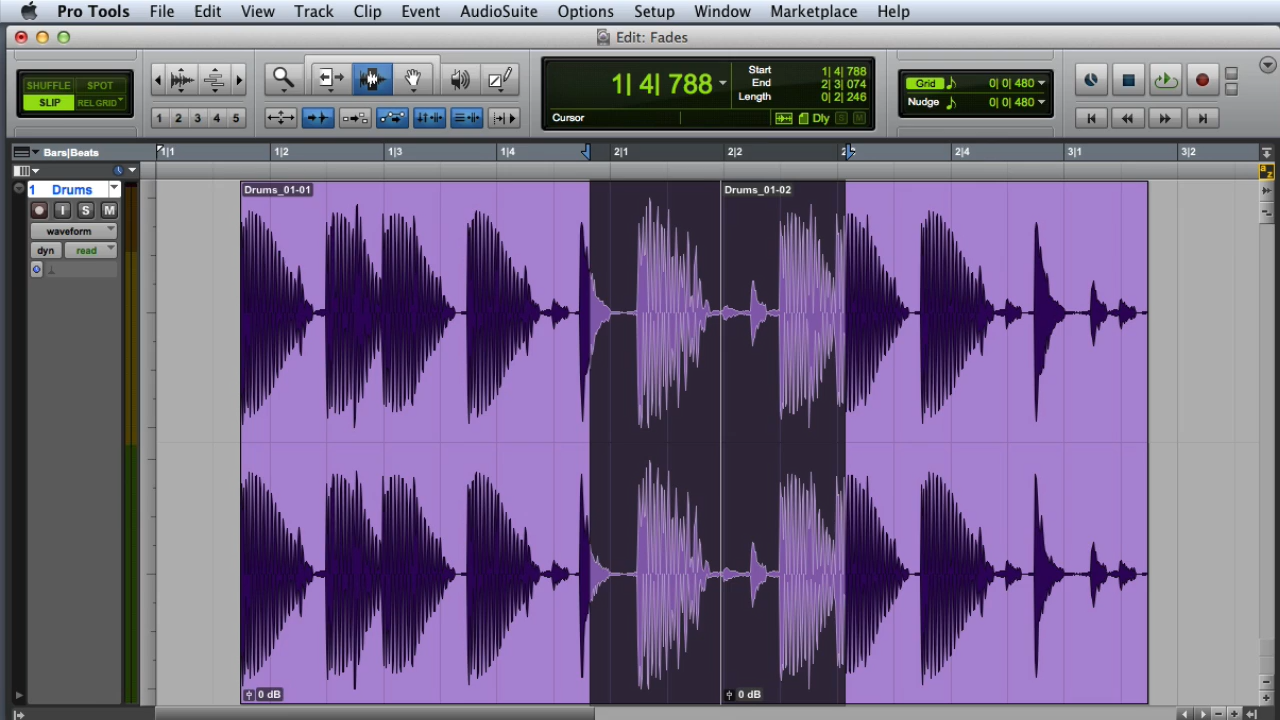 Pro Tools File Edit View Track Clip Event AudioSuite Options Setup Window Marketplace Help
Edit: Fades
SHUFFLE SPOT
SLIP REL GRID
1 2 3 4 5
1| 4| 788
Start 1| 4| 788
End 2| 3| 074
Length 0| 2| 246
Cursor
Dly S M
Grid 0| 0| 480
Nudge 0| 0| 480
Bars|Beats
1|1 1|2 1|3 1|4 2|1 2|2 2|4 3|1 3|2
a z
1 Drums
I S M
waveform
dyn read
Drums_01-01
Drums_01-02
0 dB
0 dB